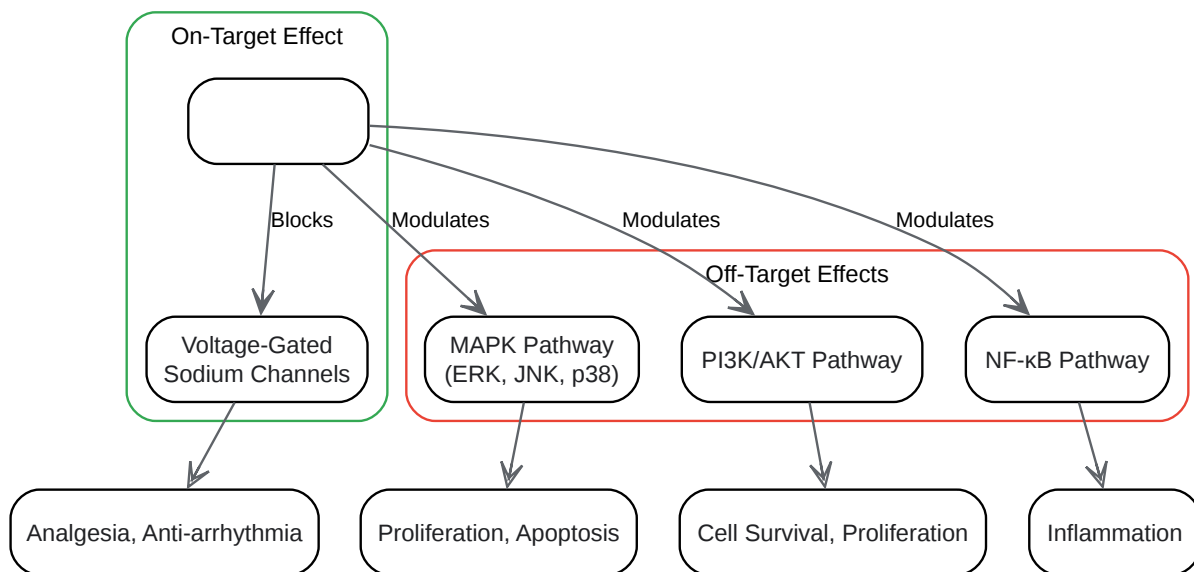 On-Target Effect
Blocks
Modulates
Modulates
Modulates
Off-Target Effects
Voltage-Gated
Sodium Channels
MAPK Pathway
(ERK, JNK, p38)
PI3K/AKT Pathway
NF-κB Pathway
Analgesia, Anti-arrhythmia
Proliferation, Apoptosis
Cell Survival, Proliferation
Inflammation